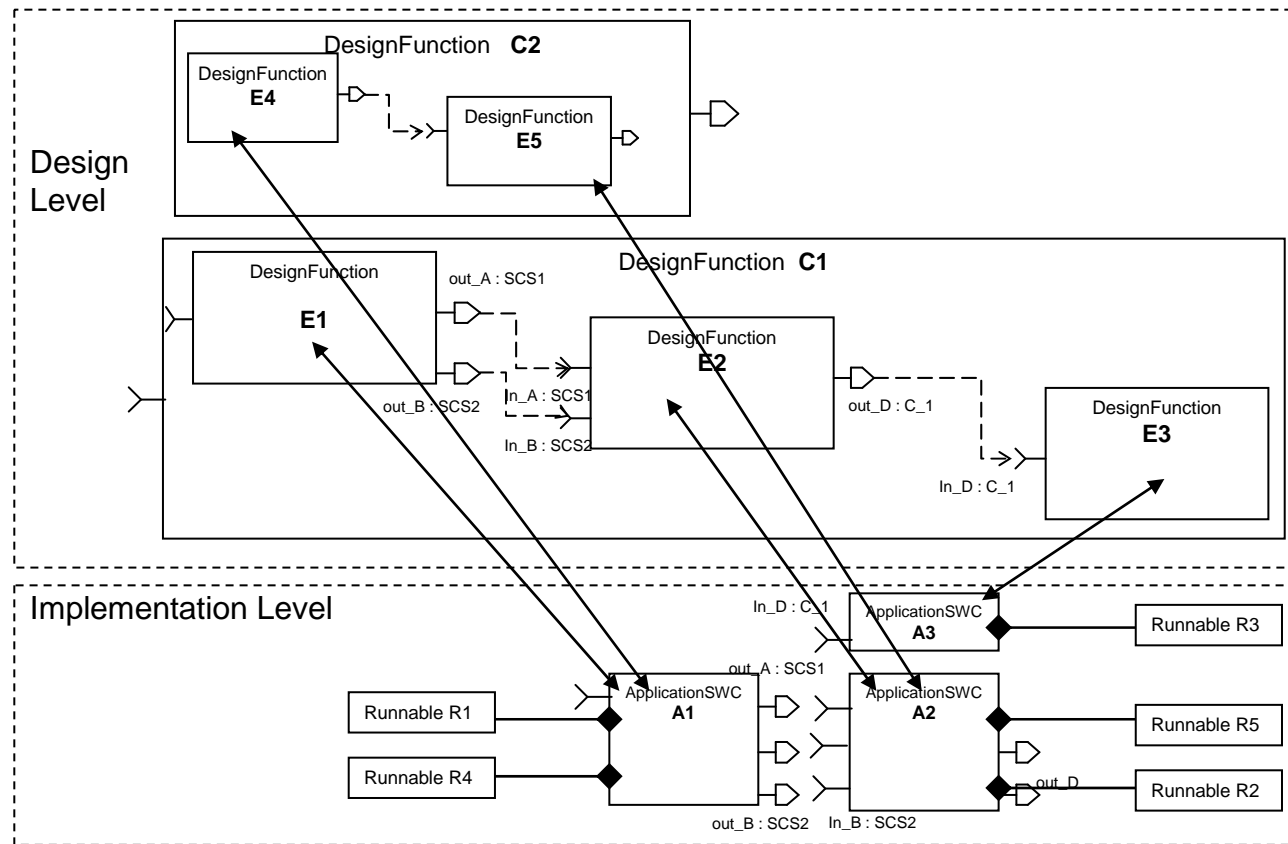 DesignFunction C2
DesignFunction
E4
DesignFunction
E5
Design
Level
DesignFunction C1
DesignFunction
E1
out_A : SCS1
out_B : SCS2
In_A : SCS1
In_B : SCS2
DesignFunction
E2
out_D : C_1
In_D : C_1
DesignFunction
E3
Implementation Level
In_D : C_1
ApplicationSWC
A3
Runnable R3
out_A : SCS1
Runnable R1
Runnable R4
ApplicationSWC
A1
out_B : SCS2
In_B : SCS2
ApplicationSWC
A2
out_D
Runnable R5
Runnable R2